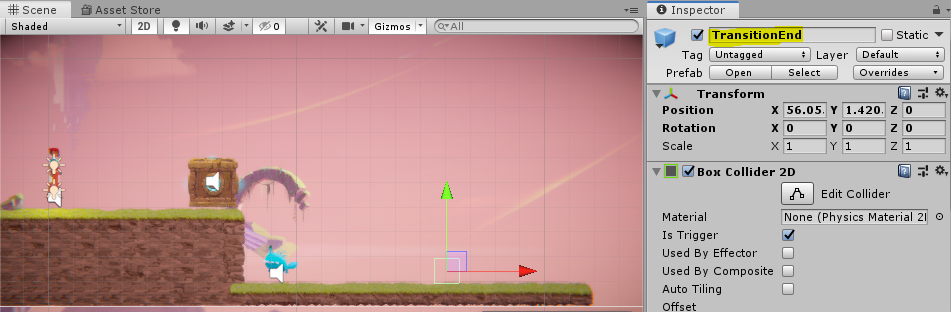 Scene
Asset Store
Shaded
2D
0
Gizmos
All
Inspector
TransitionEnd
Static
Tag Untagged Layer Default
Prefab Open Select Overrides
Transform
Position X 56.05. Y 1.420. Z 0
Rotation X 0 Y 0 Z 0
Scale X 1 Y 1 Z 1
Box Collider 2D
Edit Collider
Material None (Physics Material 2I
Is Trigger
Used By Effector
Used By Composite
Auto Tiling
Offset